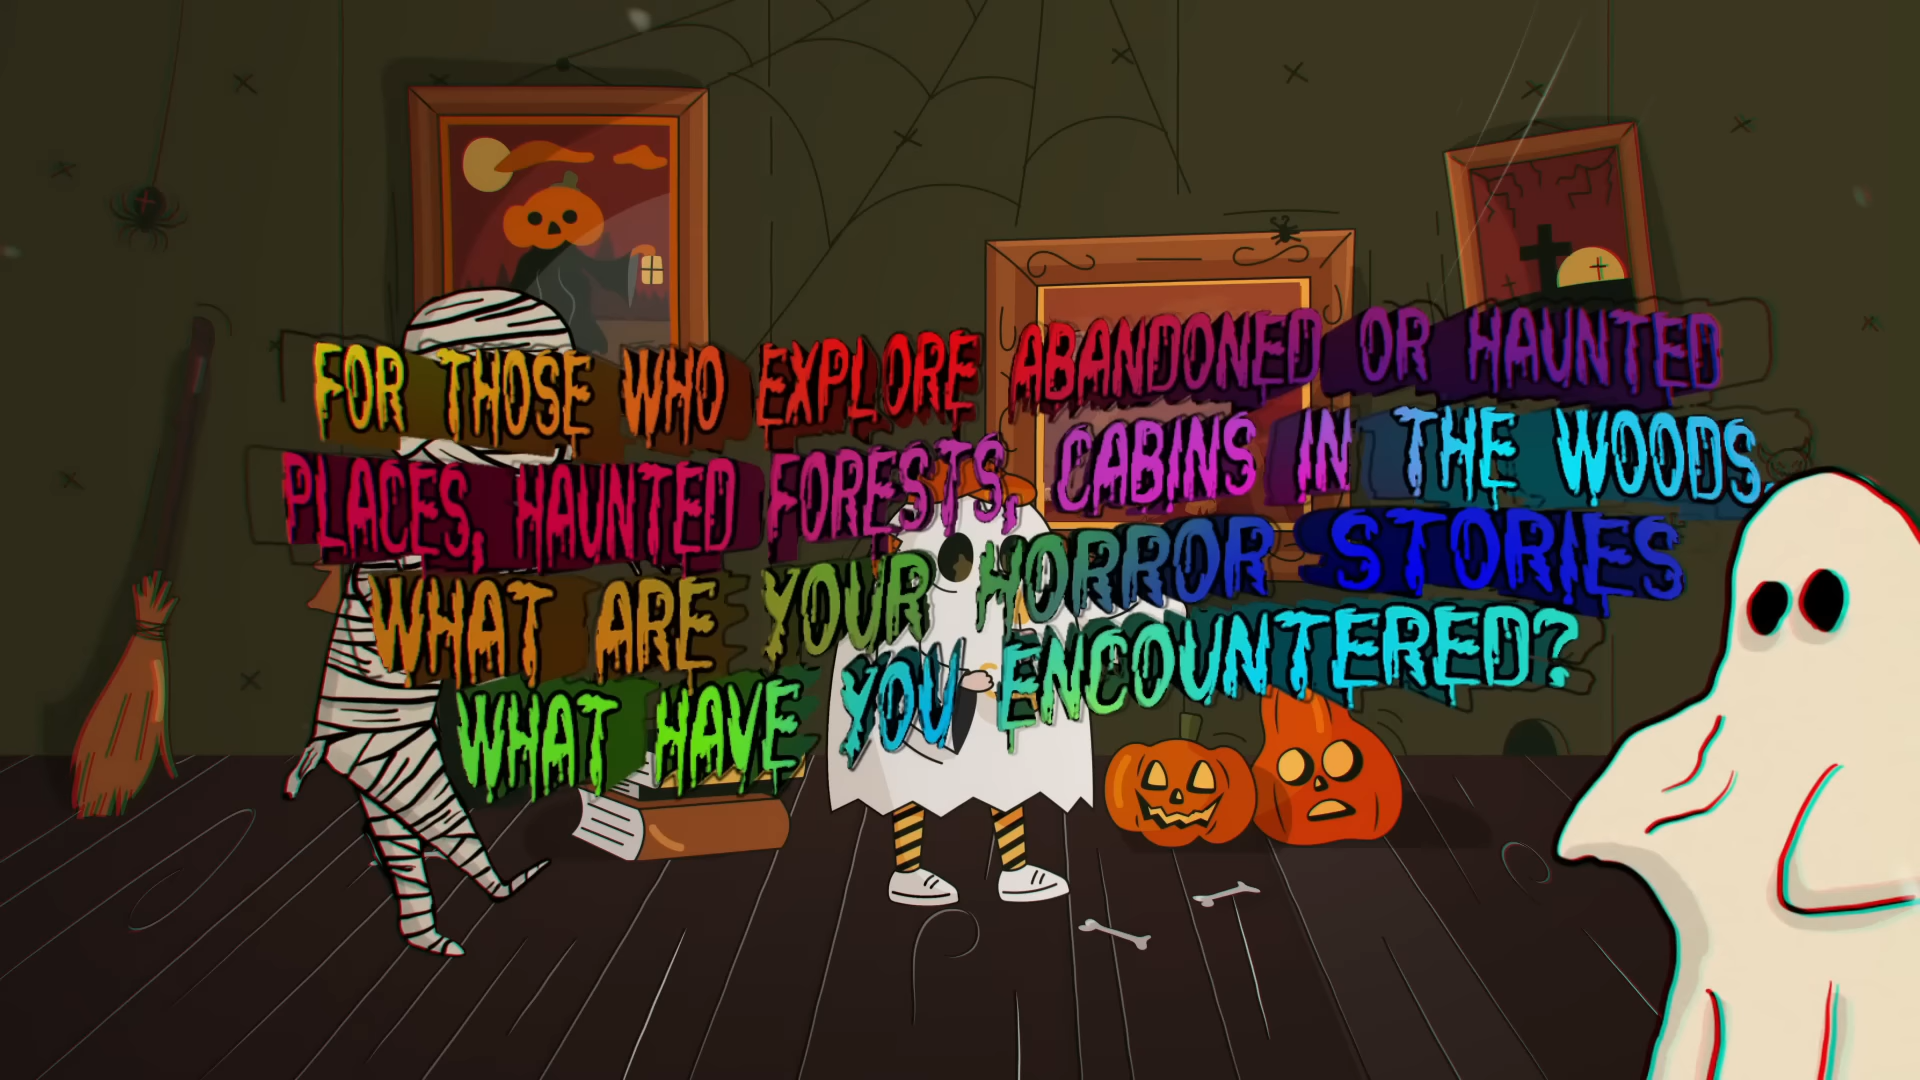 FOR THOSE WHO EXPLORE ABANDONED OR HAUNTED
PLACES, HAUNTED FORESTS, CABINS IN THE WOODS,
WHAT ARE YOUR HORROR STORIES
WHAT HAVE YOU ENCOUNTERED?